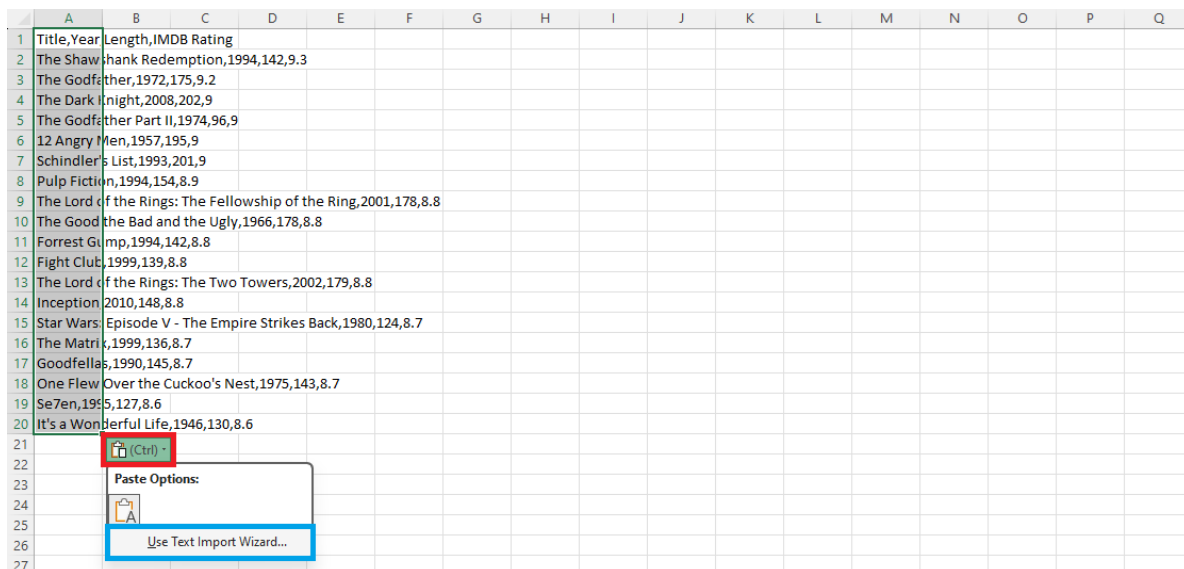 A B C D E F G H I J K L M N O P Q
1 Title,Year,Length,IMDB Rating
2 The Shawshank Redemption,1994,142,9.3
3 The Godfather,1972,175,9.2
4 The Dark Knight,2008,202,9
5 The Godfather Part II,1974,96,9
6 12 Angry Men,1957,195,9
7 Schindler's List,1993,201,9
8 Pulp Fiction,1994,154,8.9
9 The Lord of the Rings: The Fellowship of the Ring,2001,178,8.8
10 The Good the Bad and the Ugly,1966,178,8.8
11 Forrest Gump,1994,142,8.8
12 Fight Club,1999,139,8.8
13 The Lord of the Rings: The Two Towers,2002,179,8.8
14 Inception,2010,148,8.8
15 Star Wars: Episode V - The Empire Strikes Back,1980,124,8.7
16 The Matrix,1999,136,8.7
17 Goodfellas,1990,145,8.7
18 One Flew Over the Cuckoo's Nest,1975,143,8.7
19 Se7en,1995,127,8.6
20 It's a Wonderful Life,1946,130,8.6
21 (Ctrl)
22
23 Paste Options:
24
25
26 Use Text Import Wizard...
27